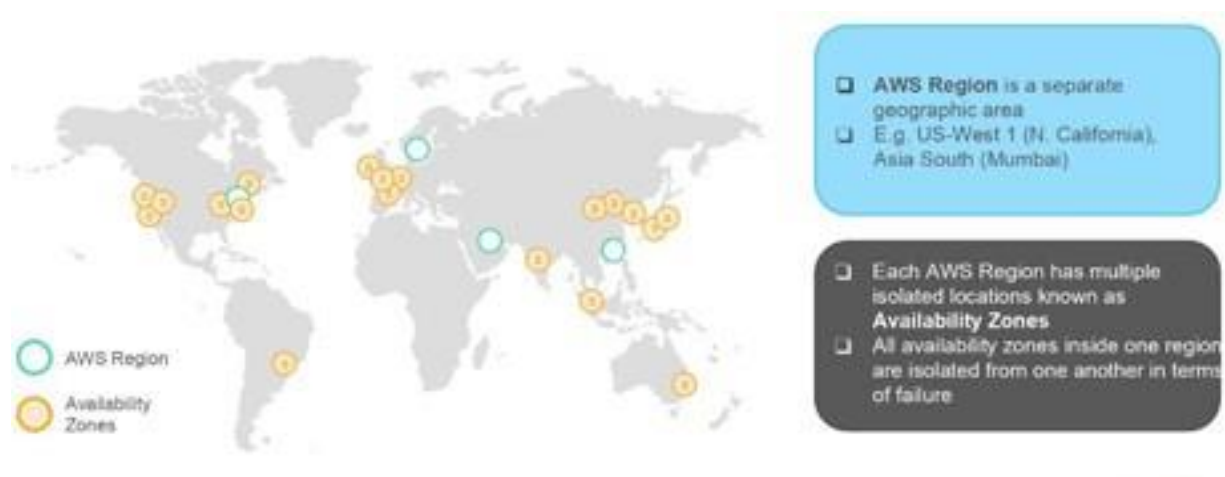 AWS Region is a separate
geographic area
E.g. US-West 1 (N. California),
Asia South (Mumbai)
Each AWS Region has multiple
isolated locations known as
Availability Zones
All availability zones inside one region
are isolated from one another in terms
of failure
AWS Region
Availability
Zones